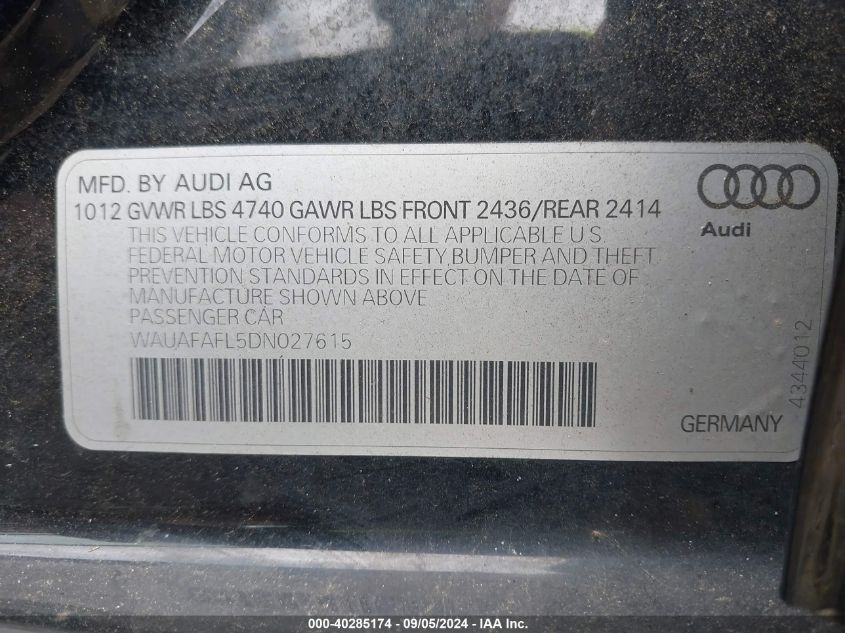 MFD. BY AUDI AG
1012 GVWR LBS 4740 GAWR LBS FRONT 2436/REAR 2414
THIS VEHICLE CONFORMS TO ALL APPLICABLE U S
FEDERAL MOTOR VEHICLE SAFETY,BUMPER AND THEFT
PREVENTION STANDARDS IN EFFECT ON THE DATE OF
MANUFACTURE SHOWN ABOVE
PASSENGER CAR
WAUAFAFL5DN027615
Audi
4344012
GERMANY
000-40285174 - 09/05/2024 - IAA, Inc.